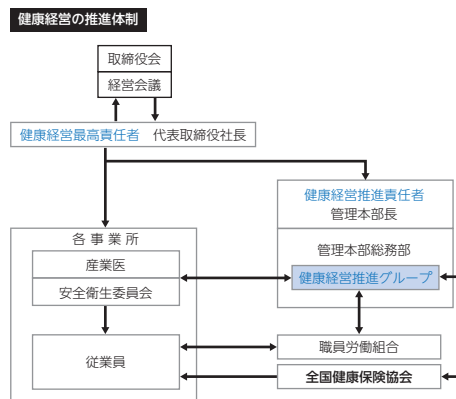 健康経営の推進体制
取締役会
経営会議
健康経営最高責任者 代表取締役社長
健康経営推進責任者
管理本部長
各事業所
管理本部総務部
産業医
健康経営推進グループ
安全衛生委員会
従業員
職員労働組合
全国健康保険協会